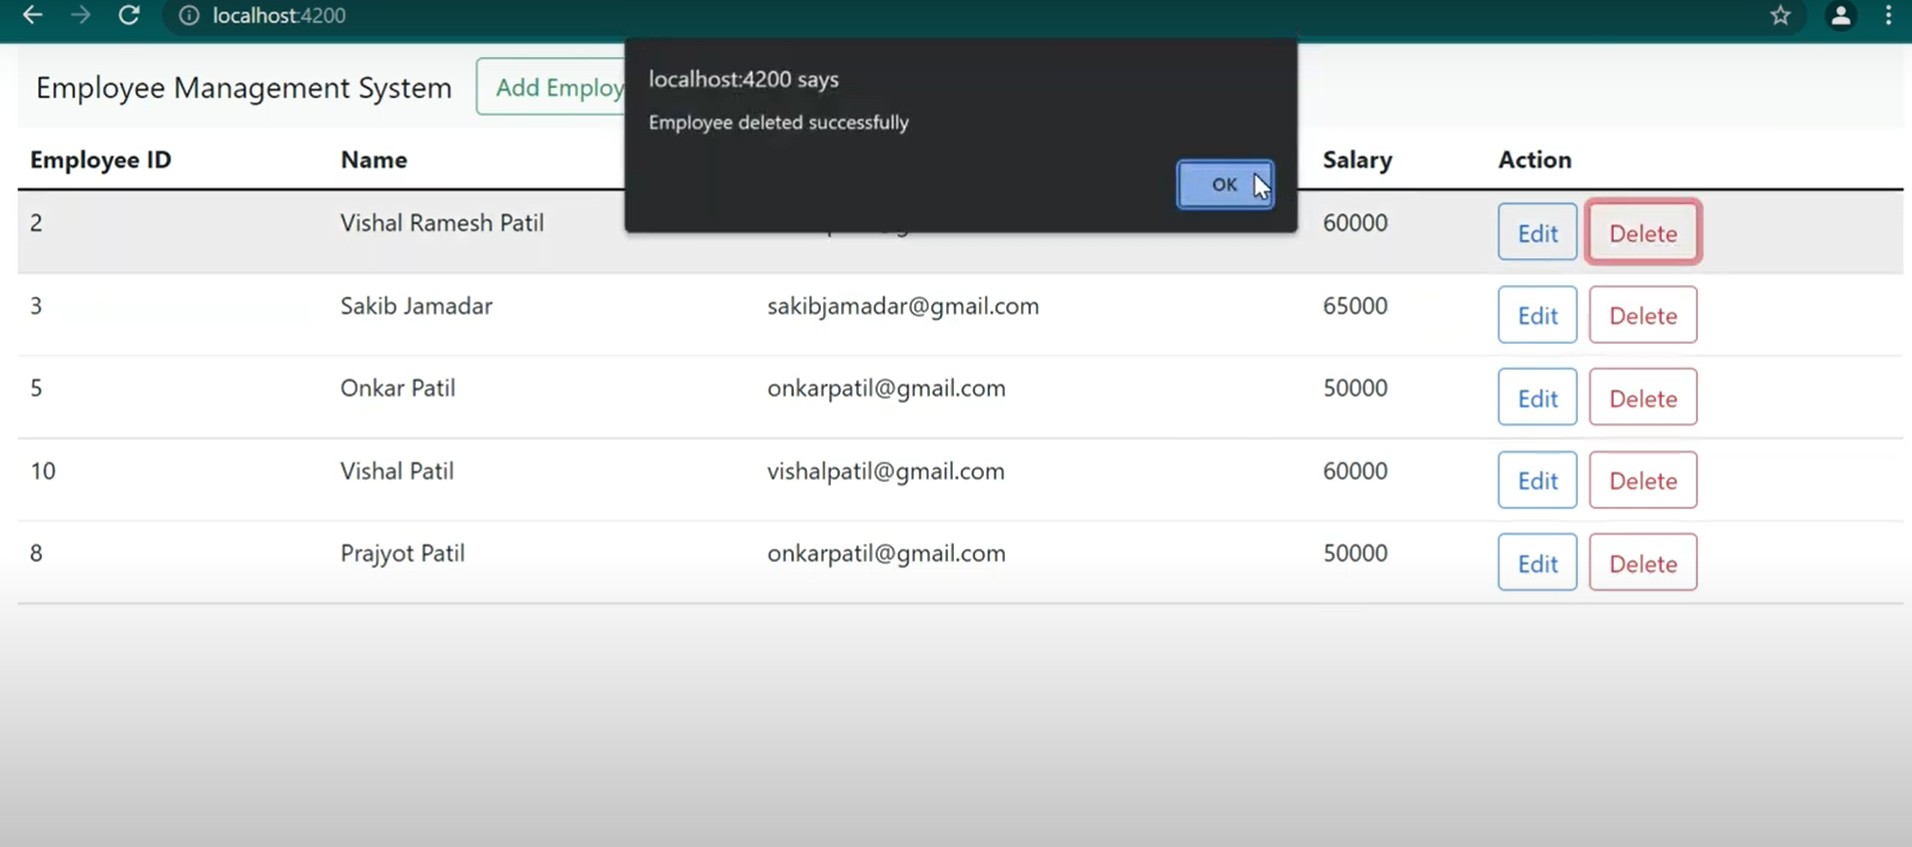 localhost:4200
Employee Management System Add Employ
localhost:4200 says
Employee deleted successfully
OK
Employee ID Name Salary Action
2 Vishal Ramesh Patil 60000 Edit Delete
3 Sakib Jamadar sakibjamadar@gmail.com 65000 Edit Delete
5 Onkar Patil onkarpatil@gmail.com 50000 Edit Delete
10 Vishal Patil vishalpatil@gmail.com 60000 Edit Delete
8 Prajyot Patil onkarpatil@gmail.com 50000 Edit Delete